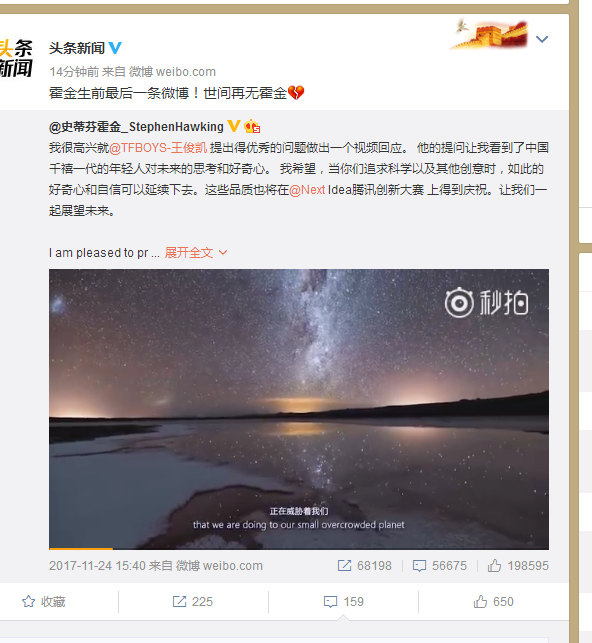 头条
新闻
头条新闻
14分钟前 来自 微博 weibo.com
霍金生前最后一条微博！世间再无霍金💔
@史蒂芬霍金_StephenHawking
我很高兴就@TFBOYS-王俊凯 提出得优秀的问题做出一个视频回应。 他的提问让我看到了中国
千禧一代的年轻人对未来的思考和好奇心。 我希望，当你们追求科学以及其他创意时，如此的
好奇心和自信可以延续下去。这些品质也将在@Next Idea腾讯创新大赛 上得到庆祝。让我们一
起展望未来。
I am pleased to pr ... 展开全文
秒拍
正在威胁着我们
that we are doing to our small overcrowded planet
2017-11-24 15:40 来自 微博 weibo.com 68198 56675 198595
收藏 225 159 650